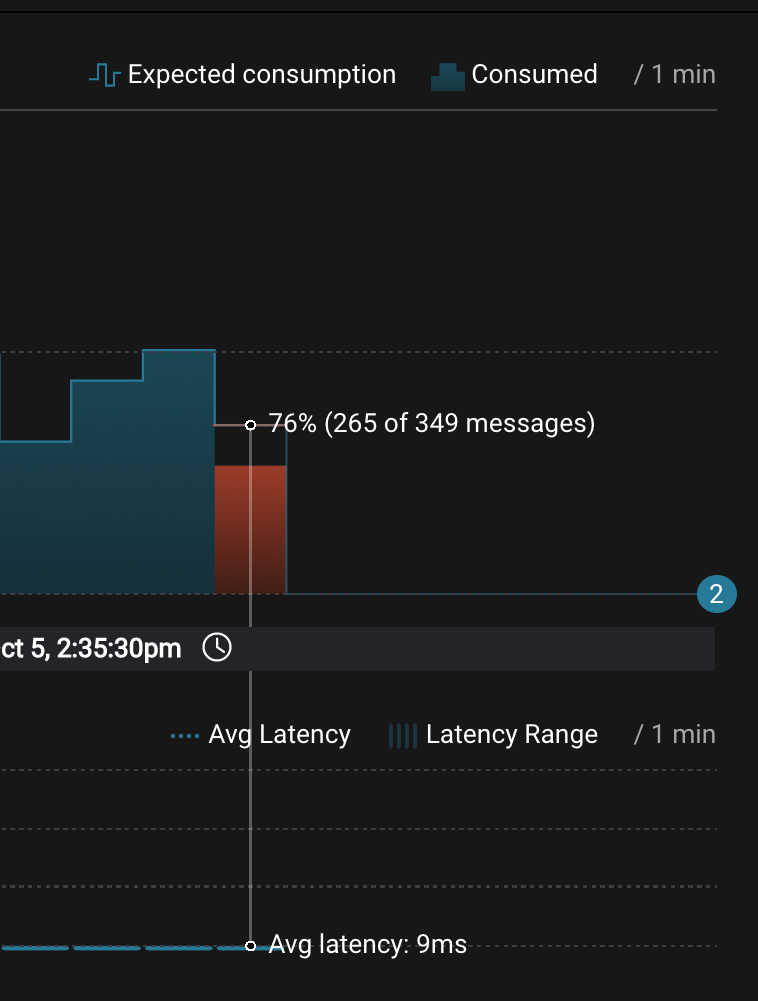 Expected consumption Consumed / 1 min
76% (265 of 349 messages)
2
ct 5, 2:35:30pm
Avg Latency Latency Range / 1 min
Avg latency: 9ms